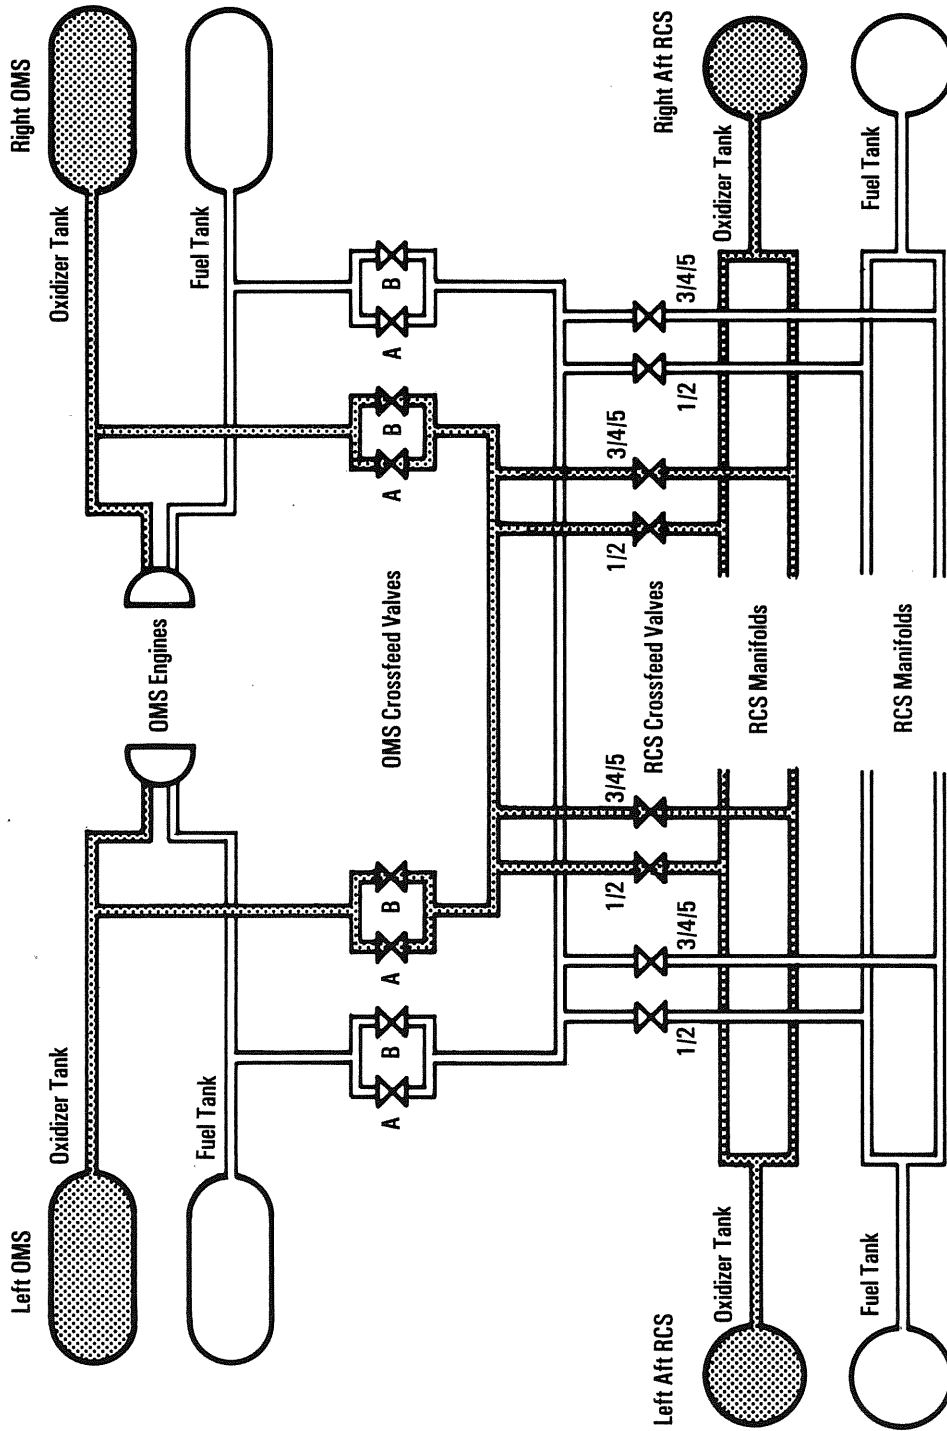 Left OMS
Right OMS
Oxidizer Tank
Oxidizer Tank
OMS Engines
Fuel Tank
Fuel Tank
A
B
A
B
OMS Crossfeed Valves
A
B
A
B
1/2
3/4/5
1/2
3/4/5
Left Aft RCS
RCS Crossfeed Valves
Right Aft RCS
1/2
3/4/5
1/2
3/4/5
Oxidizer Tank
Oxidizer Tank
RCS Manifolds
Fuel Tank
Fuel Tank
RCS Manifolds